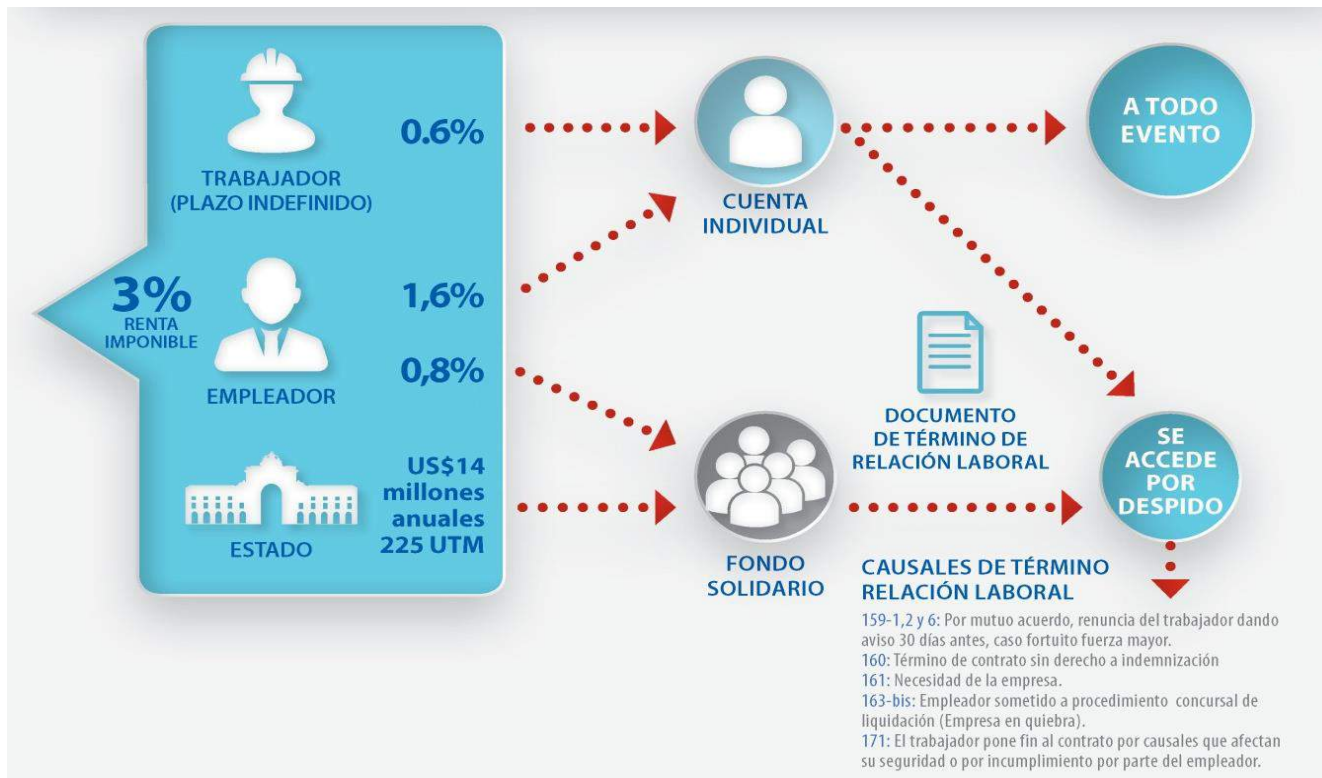 TRABAJADOR
(PLAZO INDEFINIDO)
0.6%
3%
RENTA
IMPONIBLE
EMPLEADOR
1,6%
0,8%
ESTADO
US$14
millones
anuales
225 UTM
CUENTA
INDIVIDUAL
A TODO
EVENTO
DOCUMENTO
DE TÉRMINO DE
RELACIÓN LABORAL
FONDO
SOLIDARIO
SE
ACCEDE
POR
DESPIDO
CAUSALES DE TÉRMINO
RELACIÓN LABORAL
159-1,2 y 6: Por mutuo acuerdo, renuncia del trabajador dando
aviso 30 días antes, caso fortuito fuerza mayor.
160: Término de contrato sin derecho a indemnización
161: Necesidad de la empresa.
163-bis: Empleador sometido a procedimiento concursal de
liquidación (Empresa en quiebra).
171: El trabajador pone fin al contrato por causales que afectan
su seguridad o por incumplimiento por parte del empleador.